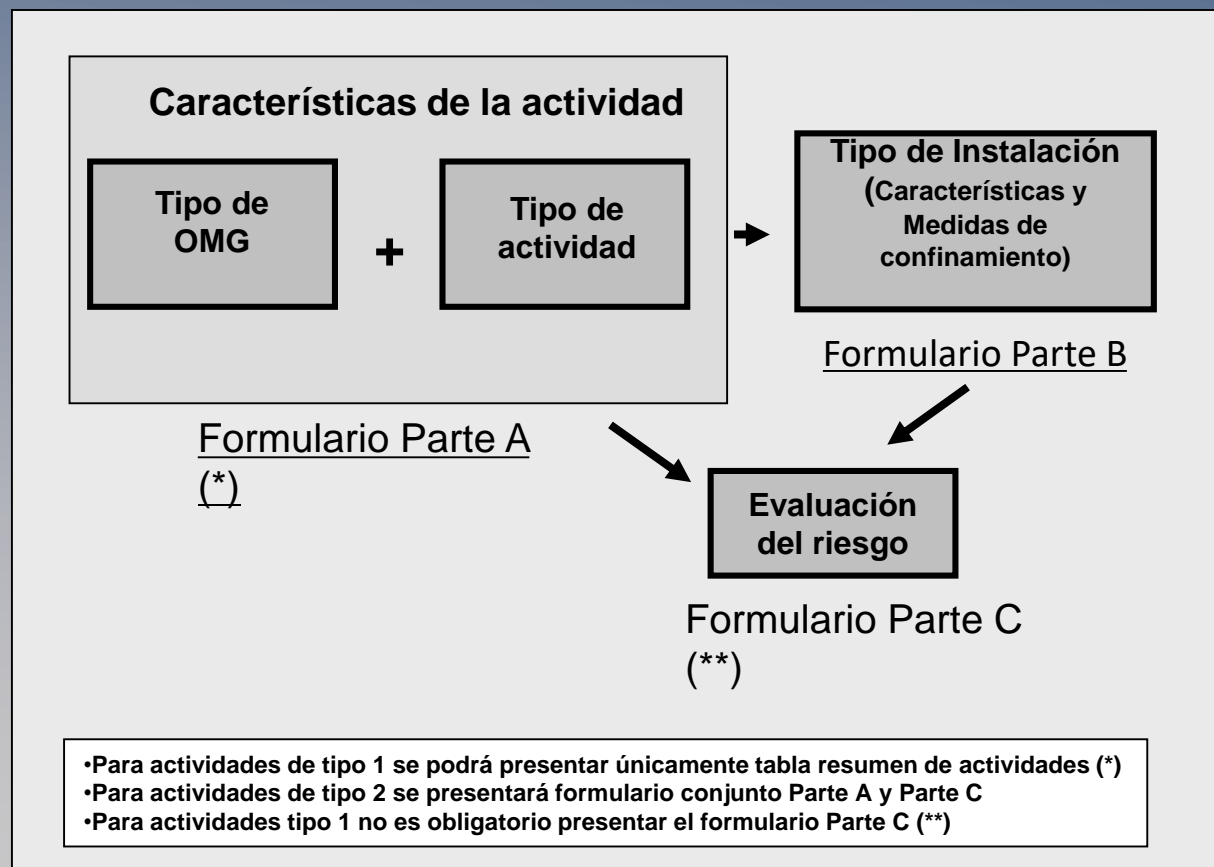 Características de la actividad
Tipo de
OMG
+
Tipo de
actividad
Tipo de Instalación
(Características y
Medidas de
confinamiento)
Formulario Parte A
(*)
Formulario Parte B
Evaluación
del riesgo
Formulario Parte C
(**)
•Para actividades de tipo 1 se podrá presentar únicamente tabla resumen de actividades (*)
•Para actividades de tipo 2 se presentará formulario conjunto Parte A y Parte C
•Para actividades tipo 1 no es obligatorio presentar el formulario Parte C (**)